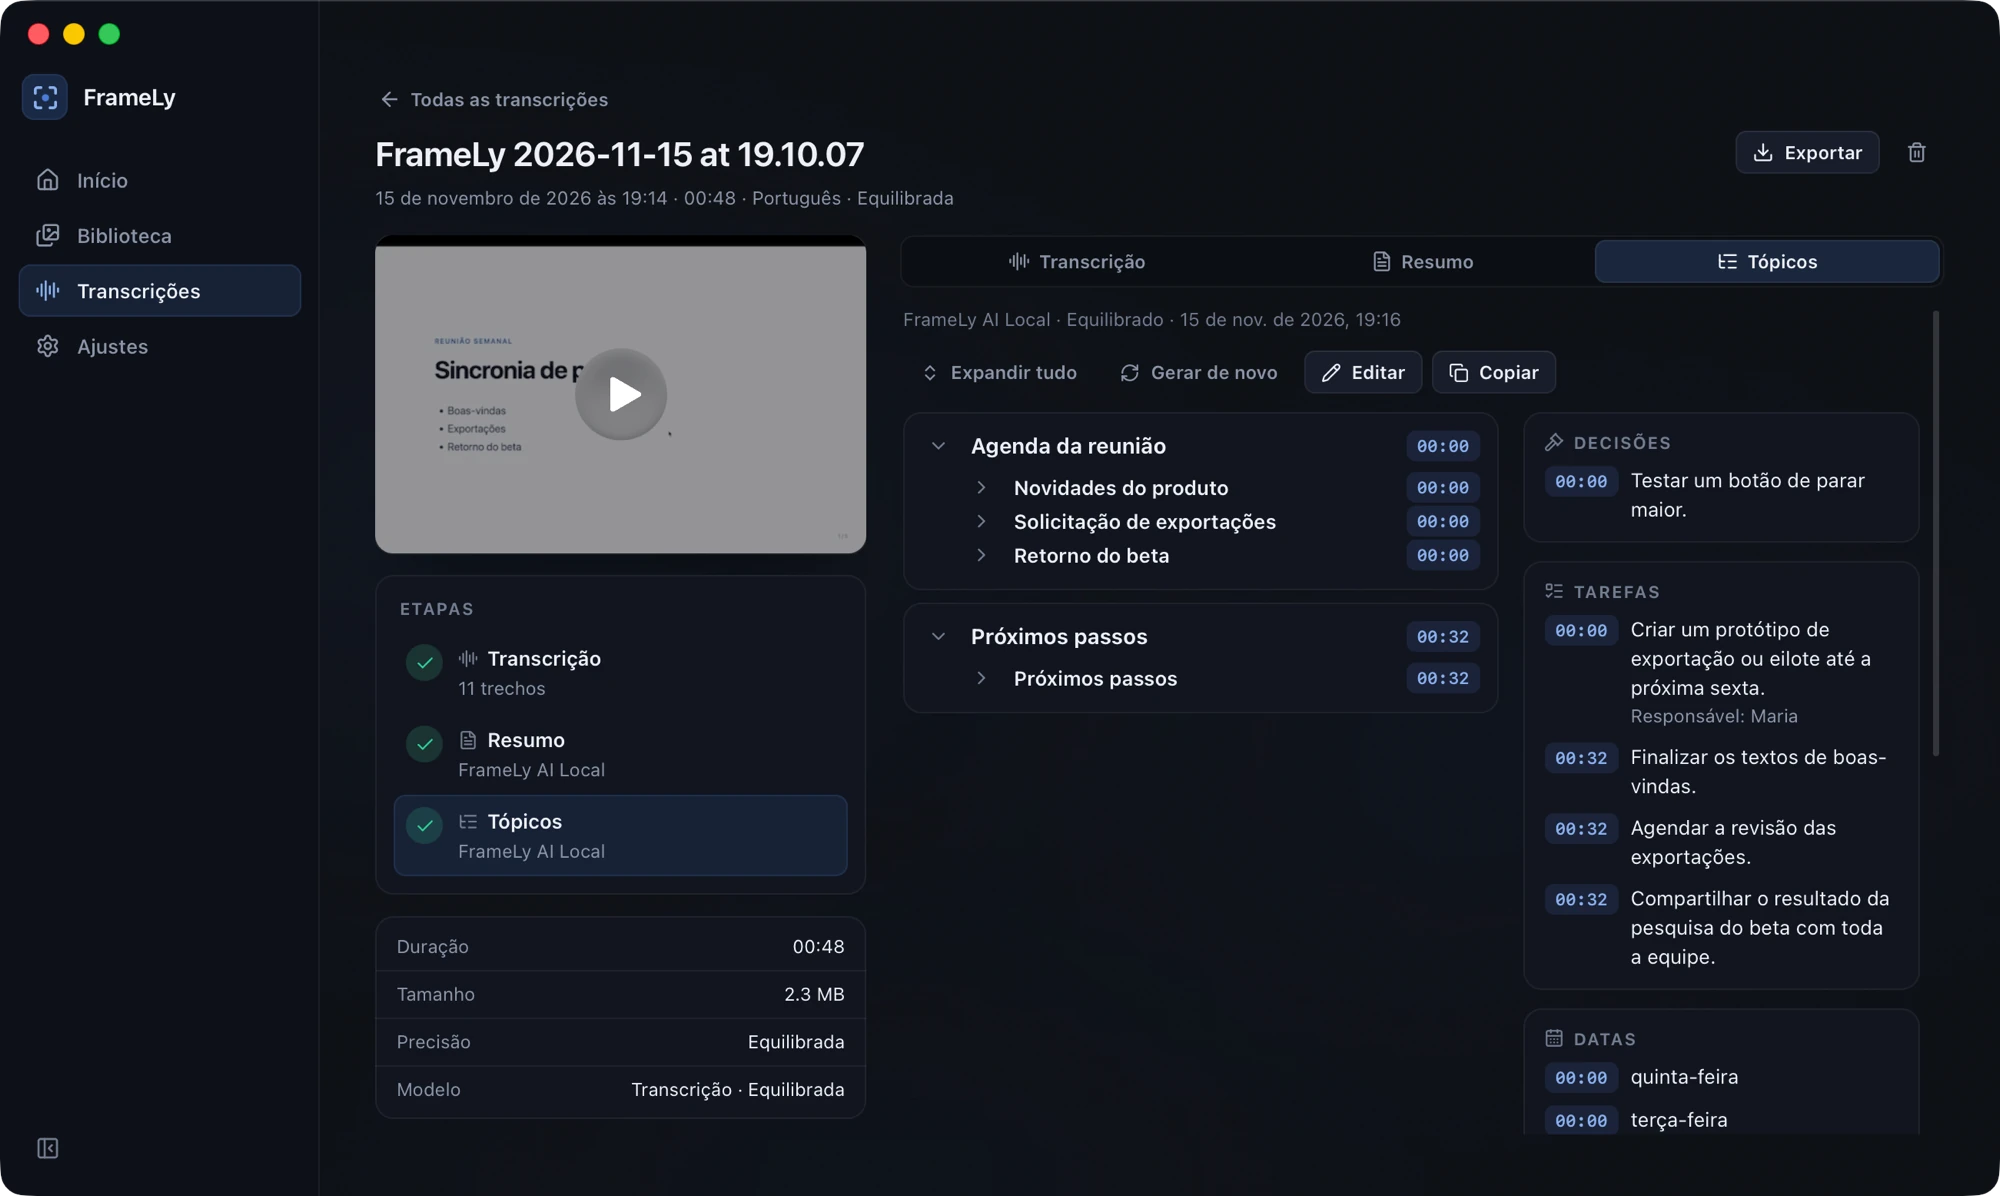 FrameLy
Início
Biblioteca
Transcrições
Ajustes
Todas as transcrições
FrameLy 2026-11-15 at 19.10.07
15 de novembro de 2026 às 19:14 · 00:48 · Português · Equilibrada
Exportar
REUNIÃO SEMANAL
Sincronia de p
• Boas-vindas
• Exportações
• Retorno do beta
ETAPAS
Transcrição
11 trechos
Resumo
FrameLy AI Local
Tópicos
FrameLy AI Local
Duração 00:48
Tamanho 2.3 MB
Precisão Equilibrada
Modelo Transcrição · Equilibrada
Transcrição Resumo Tópicos
FrameLy AI Local · Equilibrado · 15 de nov. de 2026, 19:16
Expandir tudo Gerar de novo Editar Copiar
Agenda da reunião 00:00
Novidades do produto 00:00
Solicitação de exportações 00:00
Retorno do beta 00:00
Próximos passos 00:32
Próximos passos 00:32
DECISÕES
00:00 Testar um botão de parar
maior.
TAREFAS
00:00 Criar um protótipo de
exportação ou eilote até a
próxima sexta.
Responsável: Maria
00:32 Finalizar os textos de boas-
vindas.
00:32 Agendar a revisão das
exportações.
00:32 Compartilhar o resultado da
pesquisa do beta com toda
a equipe.
DATAS
00:00 quinta-feira
00:00 terça-feira